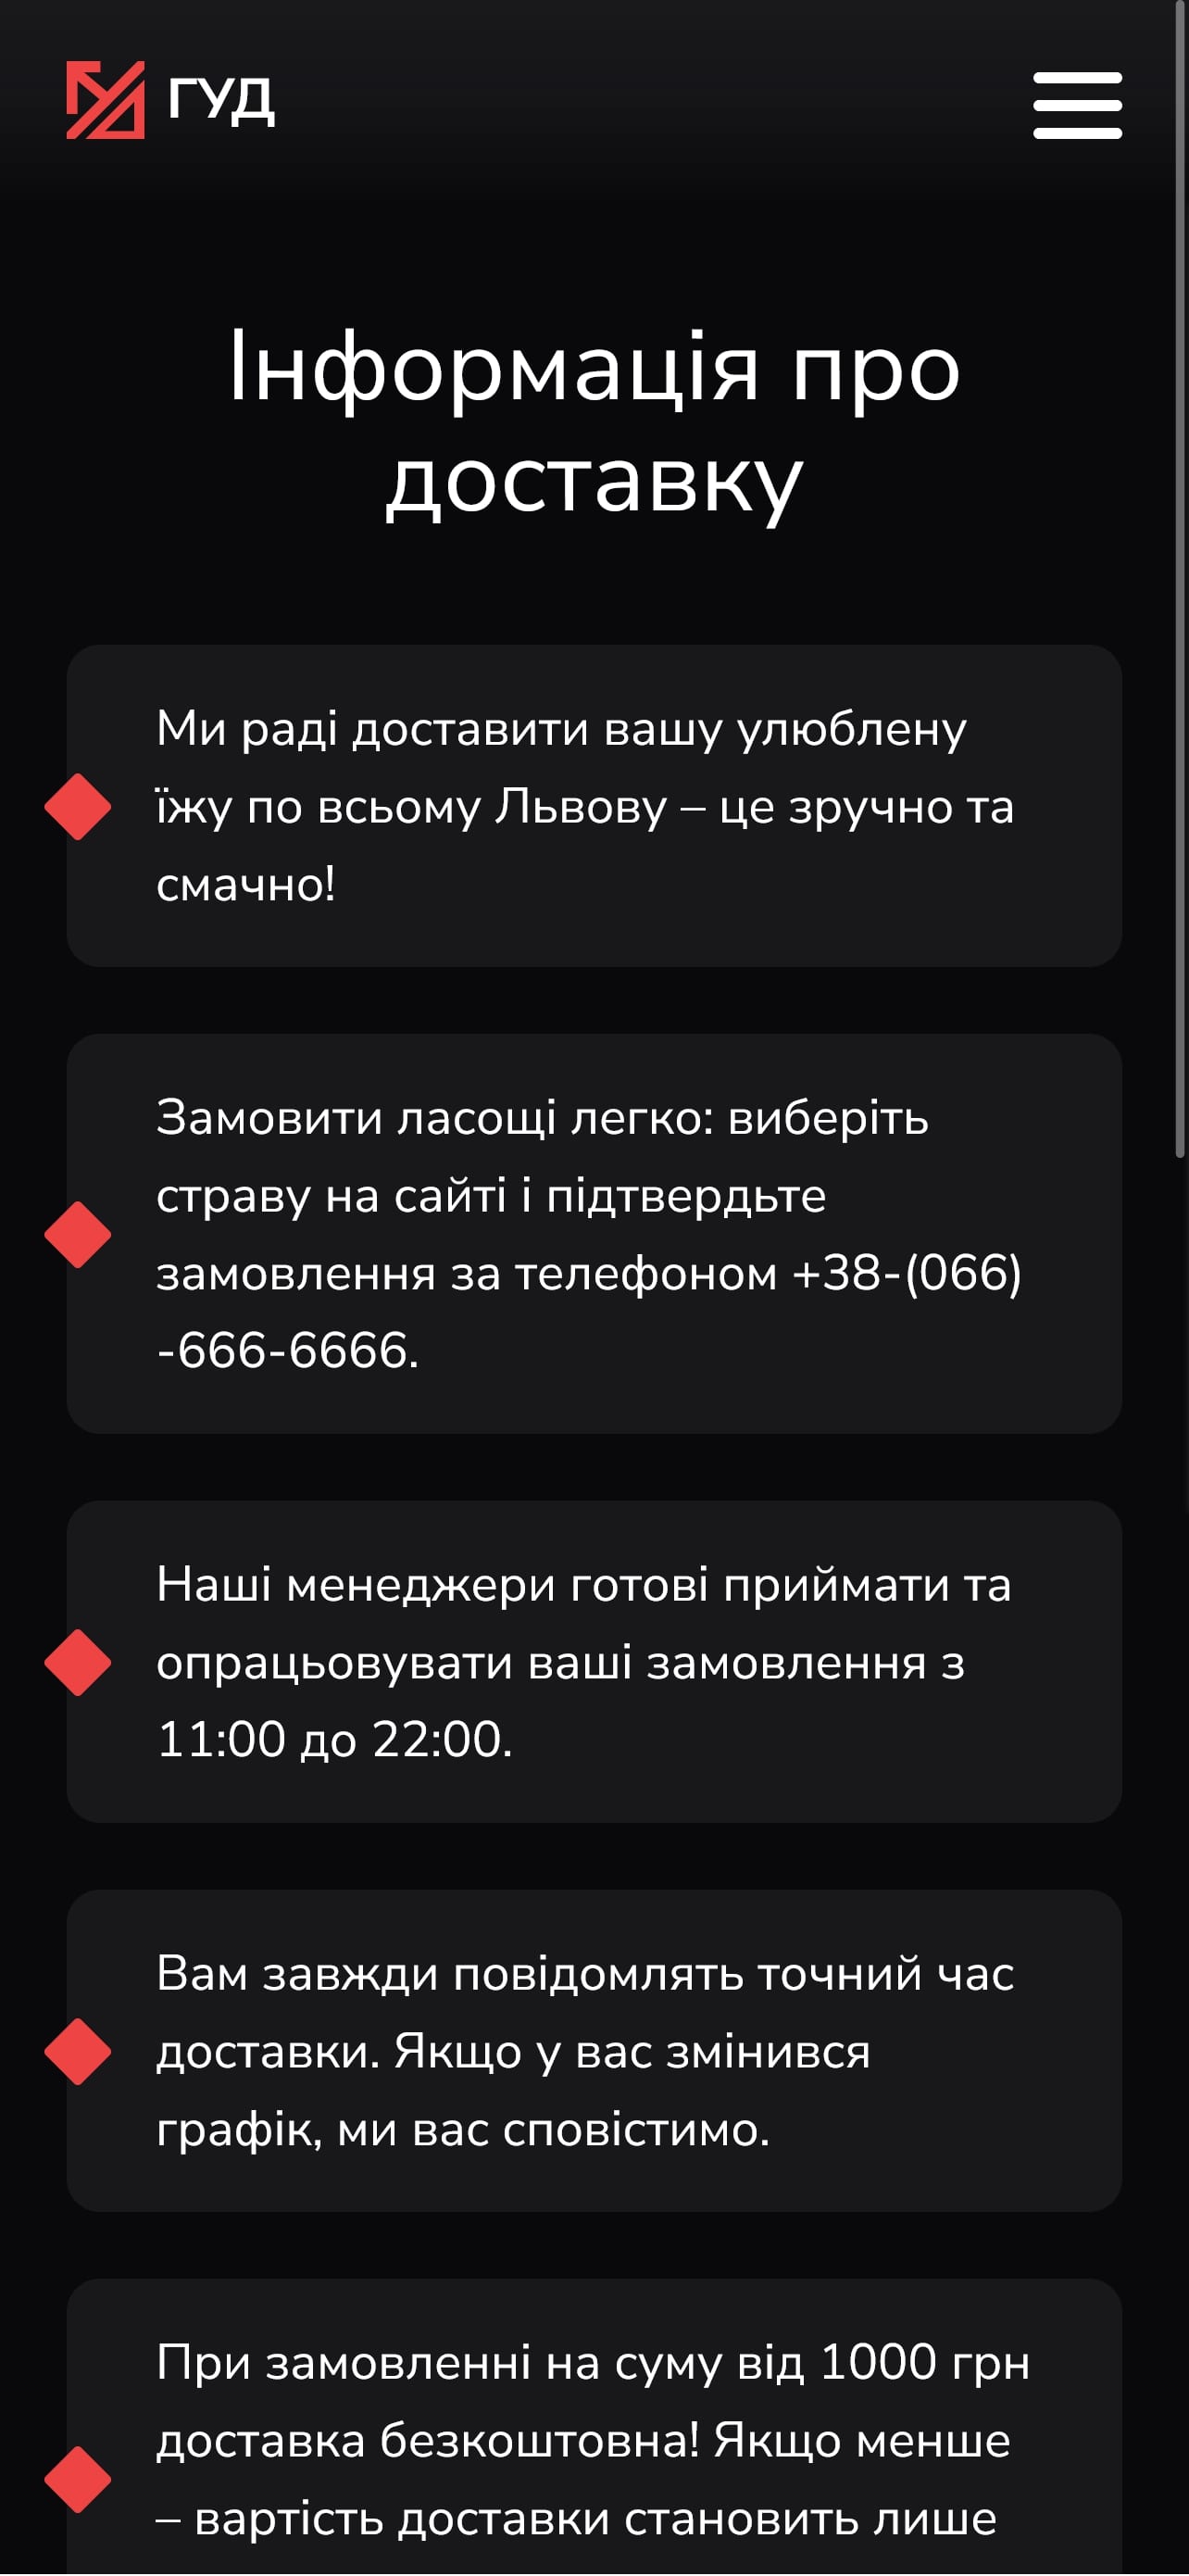 ГУД
Інформація про
доставку
Ми раді доставити вашу улюблену
їжу по всьому Львову – це зручно та
смачно!
Замовити ласощі легко: виберіть
страву на сайті і підтвердьте
замовлення за телефоном +38-(066)
-666-6666.
Наші менеджери готові приймати та
опрацьовувати ваші замовлення з
11:00 до 22:00.
Вам завжди повідомлять точний час
доставки. Якщо у вас змінився
графік, ми вас сповістимо.
При замовленні на суму від 1000 грн
доставка безкоштовна! Якщо менше
– вартість доставки становить лише